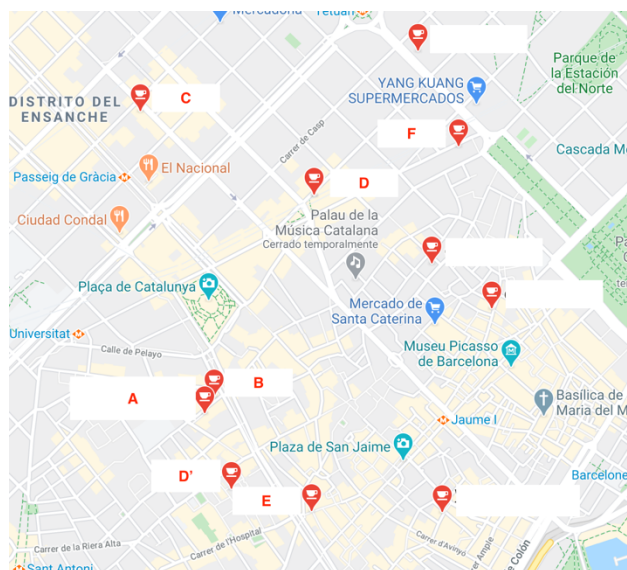 Mercadona
Tetuan
Parque de
la Estación
del Norte
YANG KUANG
SUPERMERCADOS
C
DISTRITO DEL
ENSANCHE
F
Carrer de Casp
Cascada
El Nacional
Passeig de Gràcia
D
Ciudad Condal
Palau de la
Música Catalana
Cerrado temporalmente
Plaça de Catalunya
Mercado de
Santa Caterina
Universitat
Calle de Pelayo
Museu Picasso
de Barcelona
B
A
Basílica de
Maria del
Jaume I
Plaza de San Jaime
D'
Barcelone
E
Carrer de l'Hospital
Carrer de la Riera Alta
Carrer d'Avinyó
Carrer Ample
Colón
Sant Antoni